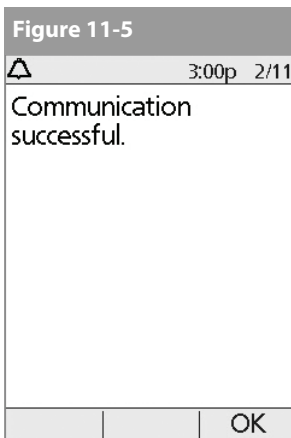 Figure 11-5
3:00p 2/11
Communication
successful.
OK